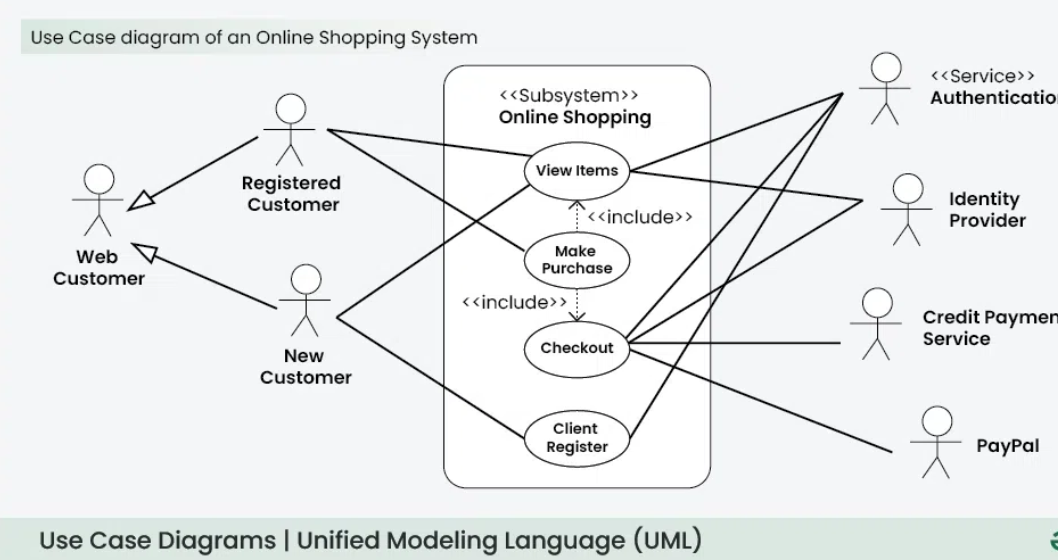 Use Case diagram of an Online Shopping System
<<Subsystem>>
Online Shopping
<<Service>>
Authenticatio
Registered
Customer
View Items
Identity
Provider
<<include>>
Web
Customer
Make
Purchase
<<include>>
New
Customer
Checkout
Credit Paymen
Service
Client
Register
PayPal
Use Case Diagrams | Unified Modeling Language (UML)